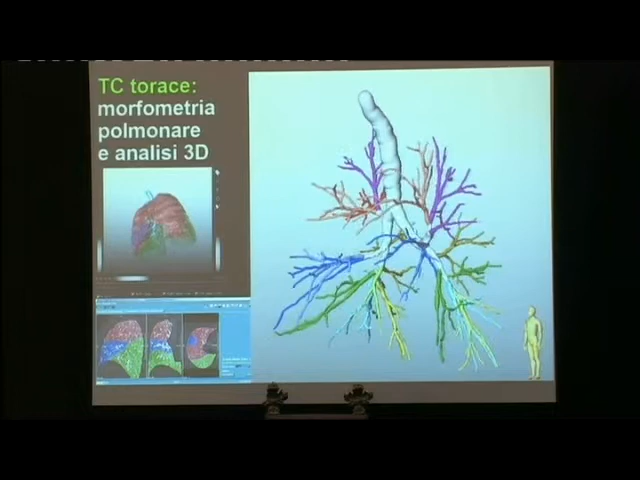 TC torace:
morfometria
polmonare
e analisi 3D